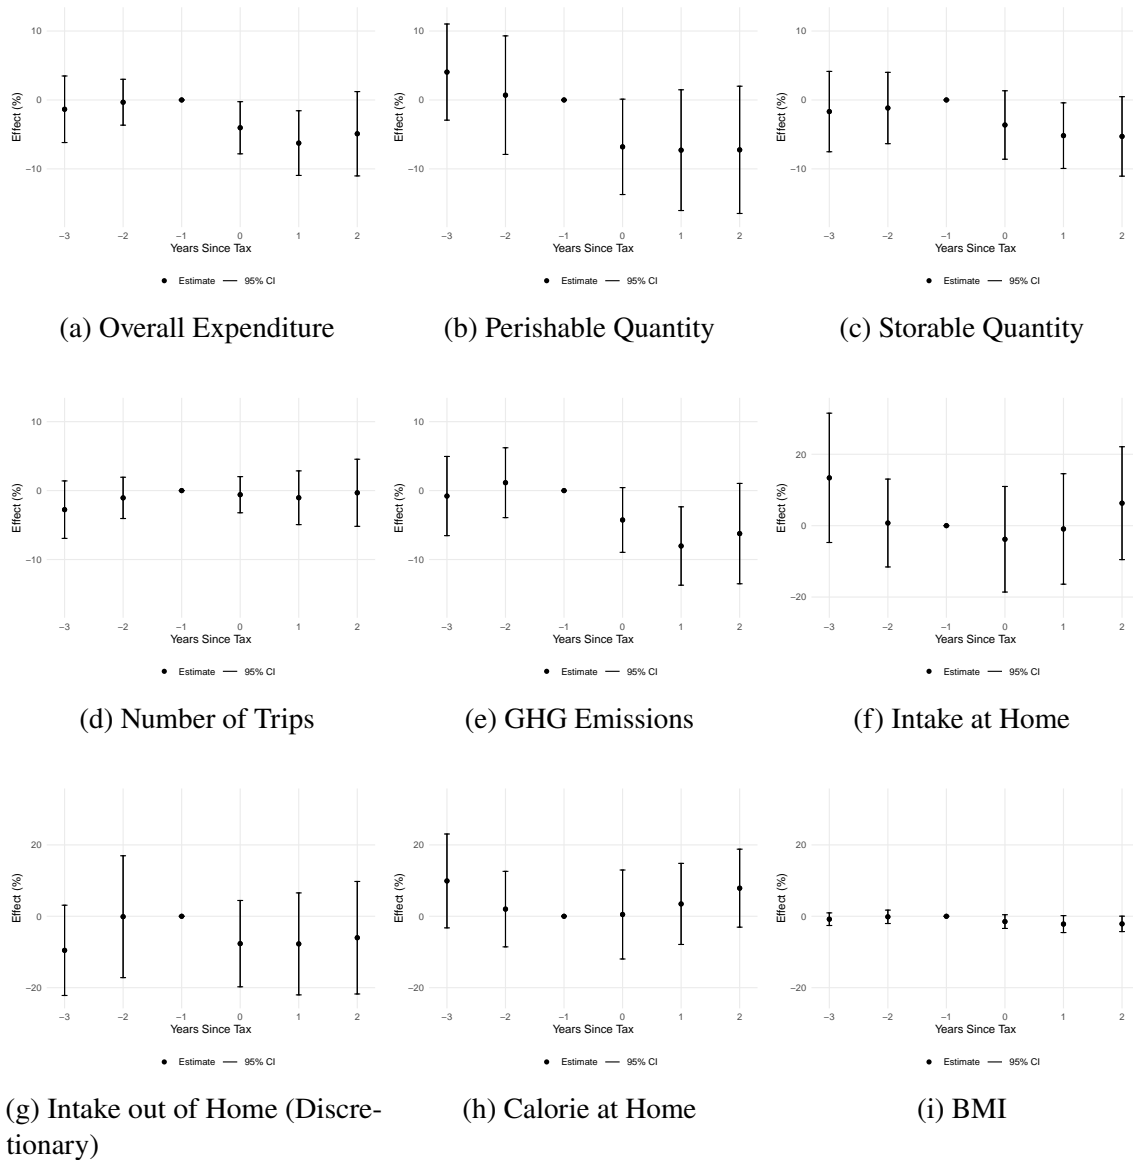 10
0
−10
Effect (%)
−3 −2 −1 0 1 2
Years Since Tax
Estimate 95% CI
(a) Overall Expenditure
10
0
−10
Effect (%)
−3 −2 −1 0 1 2
Years Since Tax
Estimate 95% CI
(b) Perishable Quantity
10
0
−10
Effect (%)
−3 −2 −1 0 1 2
Years Since Tax
Estimate 95% CI
(c) Storable Quantity
10
0
−10
Effect (%)
−3 −2 −1 0 1 2
Years Since Tax
Estimate 95% CI
(d) Number of Trips
10
0
−10
Effect (%)
−3 −2 −1 0 1 2
Years Since Tax
Estimate 95% CI
(e) GHG Emissions
20
0
−20
Effect (%)
−3 −2 −1 0 1 2
Years Since Tax
Estimate 95% CI
(f) Intake at Home
20
0
−20
Effect (%)
−3 −2 −1 0 1 2
Years Since Tax
Estimate 95% CI
(g) Intake out of Home (Discre-
tionary)
20
0
−20
Effect (%)
−3 −2 −1 0 1 2
Years Since Tax
Estimate 95% CI
(h) Calorie at Home
20
0
−20
Effect (%)
−3 −2 −1 0 1 2
Years Since Tax
Estimate 95% CI
(i) BMI